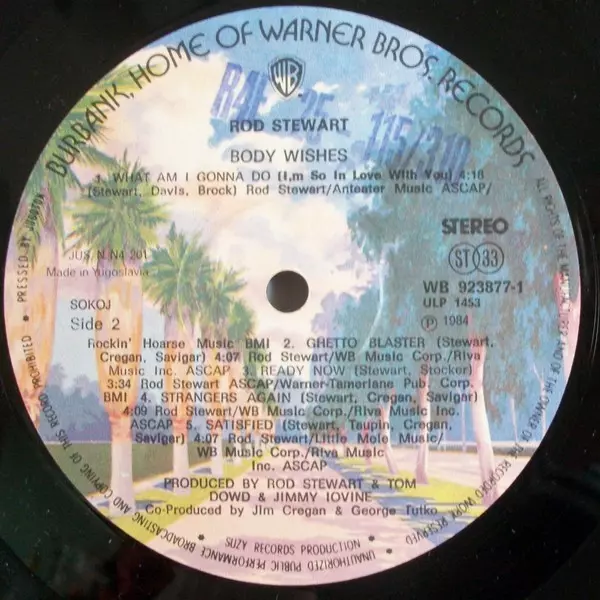 BURBANK, HOME OF WARNER BROS. RECORDS
WB
ROD STEWART
BODY WISHES
1. WHAT AM I GONNA DO (I,m So In Love With You) 4:18
(Stewart, Davis, Brock) Rod Stewart/Anteater Music ASCAP/
STEREO
JUS. N. N4 201
Made in Yugoslavia
ST 33
WB 923877-1
ULP 1453
SOKOJ
℗ 1984
Side 2
Rockin' Hoarse Music BMI 2. GHETTO BLASTER (Stewart,
Cregan, Savigar) 4:07 Rod Stewart/WB Music Corp./Riva
Music Inc. ASCAP 3. READY NOW (Stewart, Stocker)
3:34 Rod Stewart ASCAP/Warner-Tamerlane Pub. Corp.
BMI 4. STRANGERS AGAIN (Stewart, Cregan, Savigar)
4:09 Rod Stewart/WB Music Corp./Riva Music Inc.
ASCAP 5. SATISFIED (Stewart, Taupin, Cregan,
Savigar) 4:07 Rod Stewart/Little Mole Music/
WB Music Corp./Riva Music
Inc. ASCAP
PRODUCED BY ROD STEWART & TOM
DOWD & JIMMY IOVINE
Co-Produced by Jim Cregan & George Tutko
SUZY RECORDS PRODUCTION •
• PRESSED BY JUGOTON
ALL RIGHTS OF THE MANUFACTURER AND OF THE OWNER OF THE RECORDED WORK RESERVED
• UNAUTHORIZED PUBLIC PERFORMANCE BROADCASTING AND COPYING OF THIS RECORD PROHIBITED